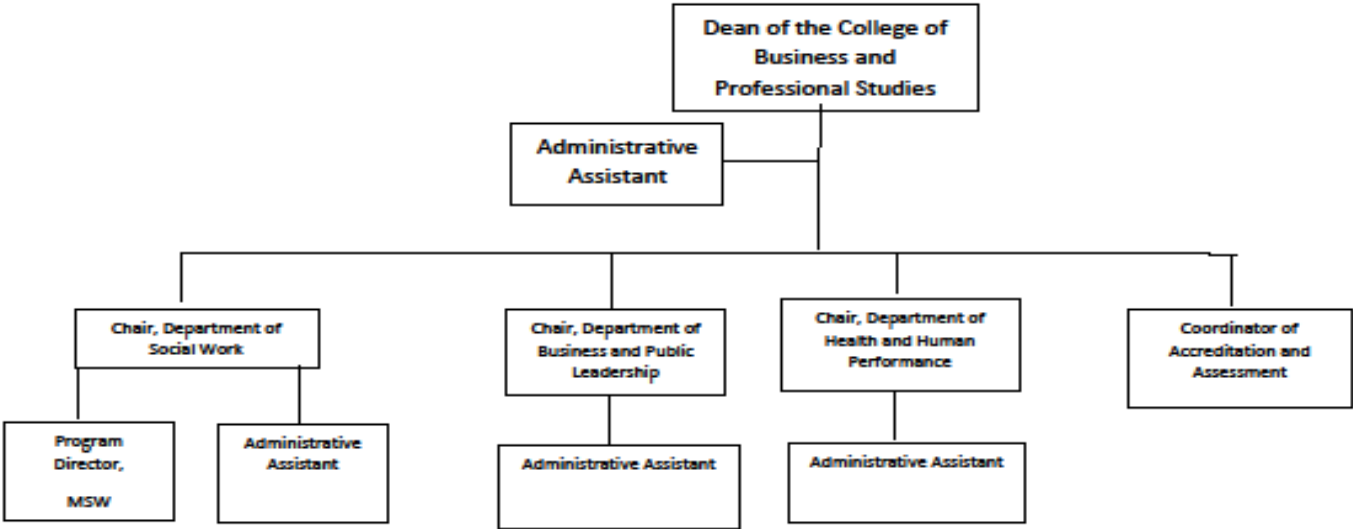 Dean of the College of
Business and
Professional Studies
Administrative
Assistant
Chair, Department of
Social Work
Chair, Department of
Business and Public
Leadership
Chair, Department of
Health and Human
Performance
Coordinator of
Accreditation and
Assessment
Program
Director,
MSW
Administrative
Assistant
Administrative Assistant
Administrative Assistant